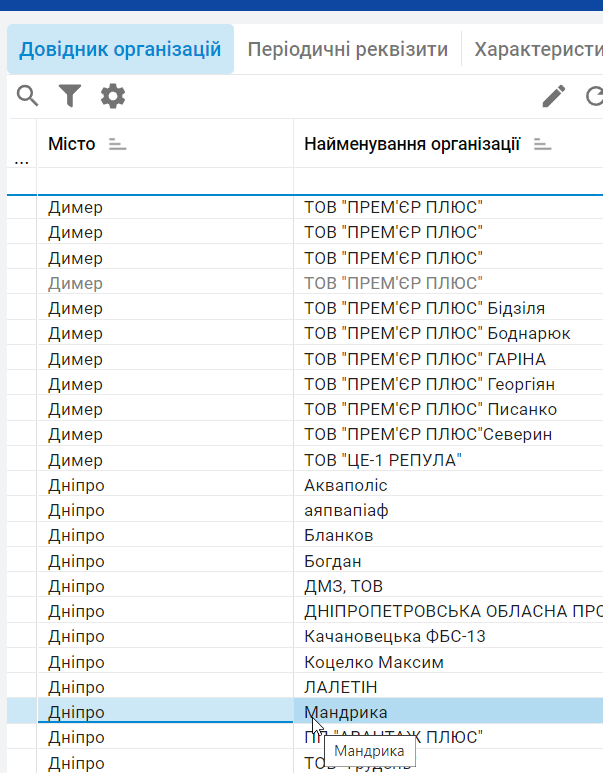 Довідник організацій Періодичні реквізити Характеристи
... Місто Найменування організації
Димер ТОВ "ПРЕМ'ЄР ПЛЮС"
Димер ТОВ "ПРЕМ'ЄР ПЛЮС"
Димер ТОВ "ПРЕМ'ЄР ПЛЮС"
Димер ТОВ "ПРЕМ'ЄР ПЛЮС"
Димер ТОВ "ПРЕМ'ЄР ПЛЮС" Бідзіля
Димер ТОВ "ПРЕМ'ЄР ПЛЮС" Боднарюк
Димер ТОВ "ПРЕМ'ЄР ПЛЮС" ГАРІНА
Димер ТОВ "ПРЕМ'ЄР ПЛЮС" Георгіян
Димер ТОВ "ПРЕМ'ЄР ПЛЮС" Писанко
Димер ТОВ "ПРЕМ'ЄР ПЛЮС"Северин
Димер ТОВ "ЦЕ-1 РЕПУЛА"
Дніпро Акваполіс
Дніпро аяпвапіаф
Дніпро Бланков
Дніпро Богдан
Дніпро ДМЗ, ТОВ
Дніпро ДНІПРОПЕТРОВСЬКА ОБЛАСНА ПРО
Дніпро Качановецька ФБС-13
Дніпро Коцелко Максим
Дніпро ЛАЛЕТІН
Дніпро Мандрика
Дніпро ПІІ "АВАНТАЖ ПЛЮС"
Мандрика
Дніпро ТОВ